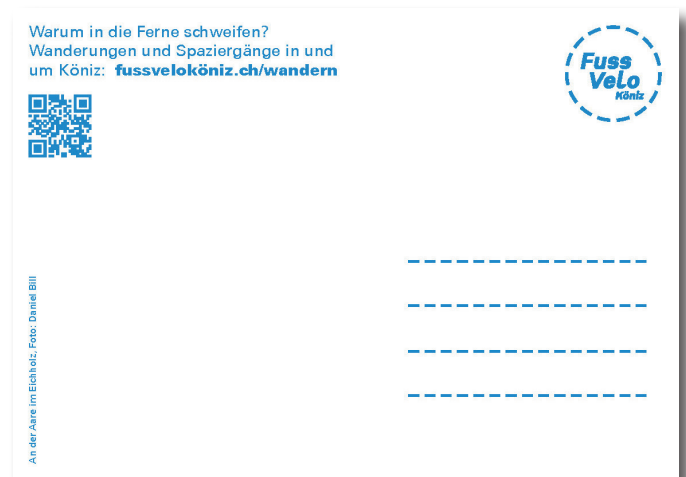 Warum in die Ferne schweifen?
Wanderungen und Spaziergänge in und
um Köniz: fussveloköniz.ch/wandern
Fuss
Velo
Köniz
An der Aare im Eichholz, Foto: Daniel Bill